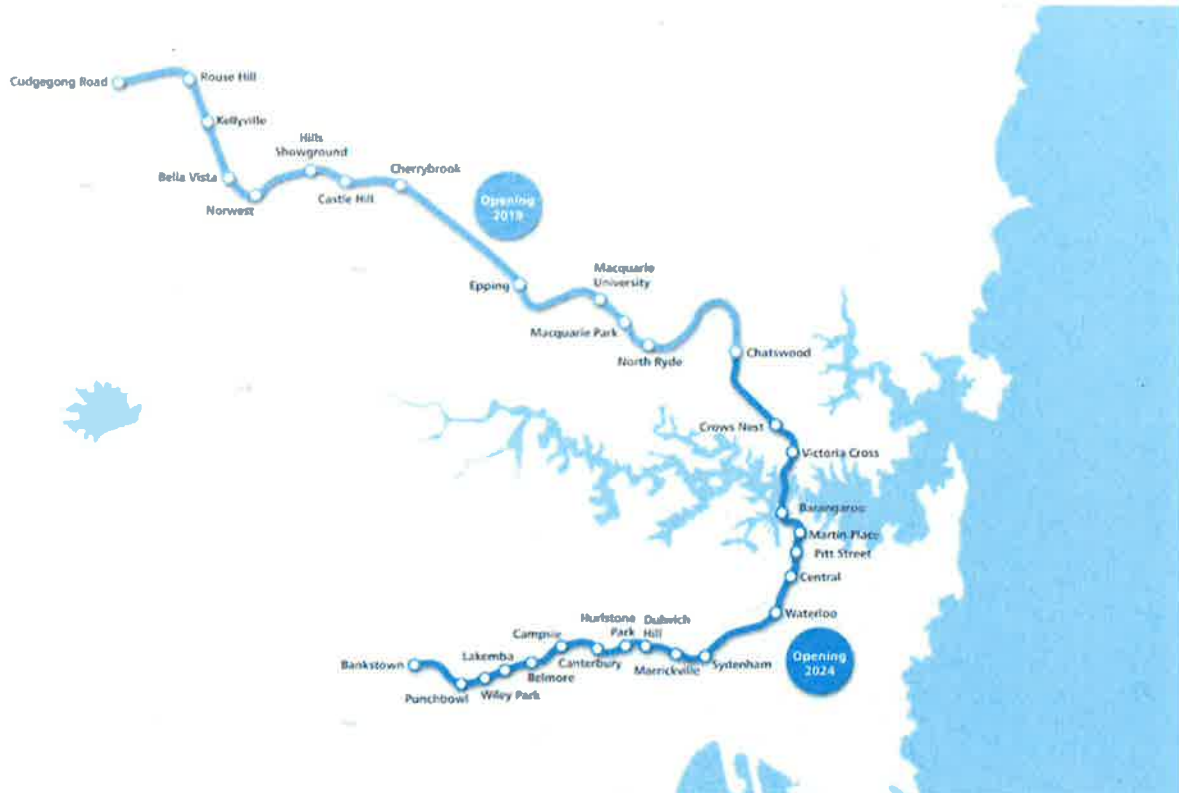 Cudgegong Road
Rouse Hill
Kellyville
Hills
Showground
Bella Vista
Norwest
Castle Hill
Cherrybrook
Opening
2019
Epping
Macquarie
University
Macquarie Park
North Ryde
Chatswood
Crows Nest
Victoria Cross
Barangaroo
Martin Place
Pitt Street
Central
Waterloo
Opening
2024
Sydenham
Marrickville
Dulwich
Hill
Hurlstone
Park
Canterbury
Campsie
Belmore
Lakemba
Wiley Park
Punchbowl
Bankstown